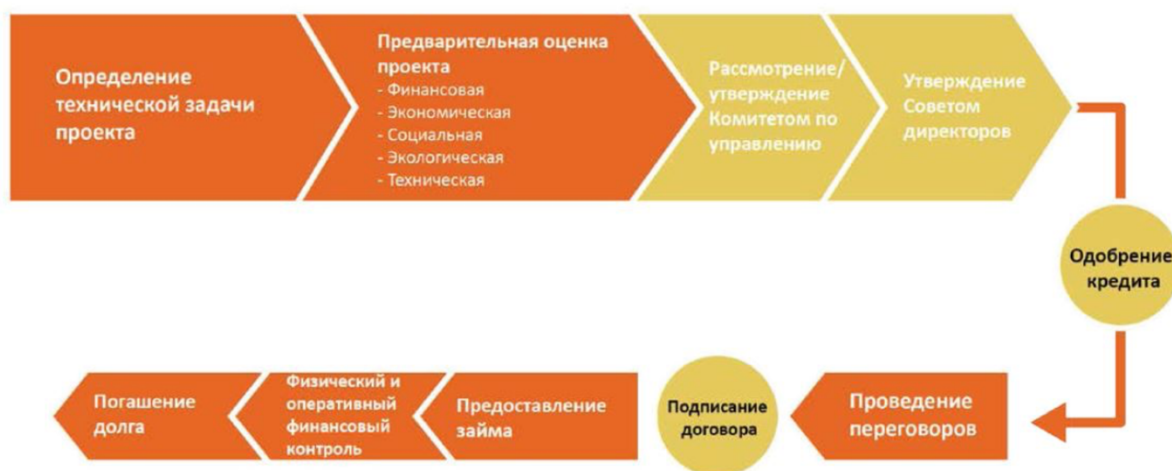 Определение
технической задачи
проекта
Предварительная оценка
проекта
- Финансовая
- Экономическая
- Социальная
- Экологическая
- Техническая
Рассмотрение/
утверждение
Комитетом по
управлению
Утверждение
Советом
директоров
Одобрение
кредита
Проведение
переговоров
Подписание
договора
Предоставление
займа
Физический и
оперативный
финансовый
контроль
Погашение
долга